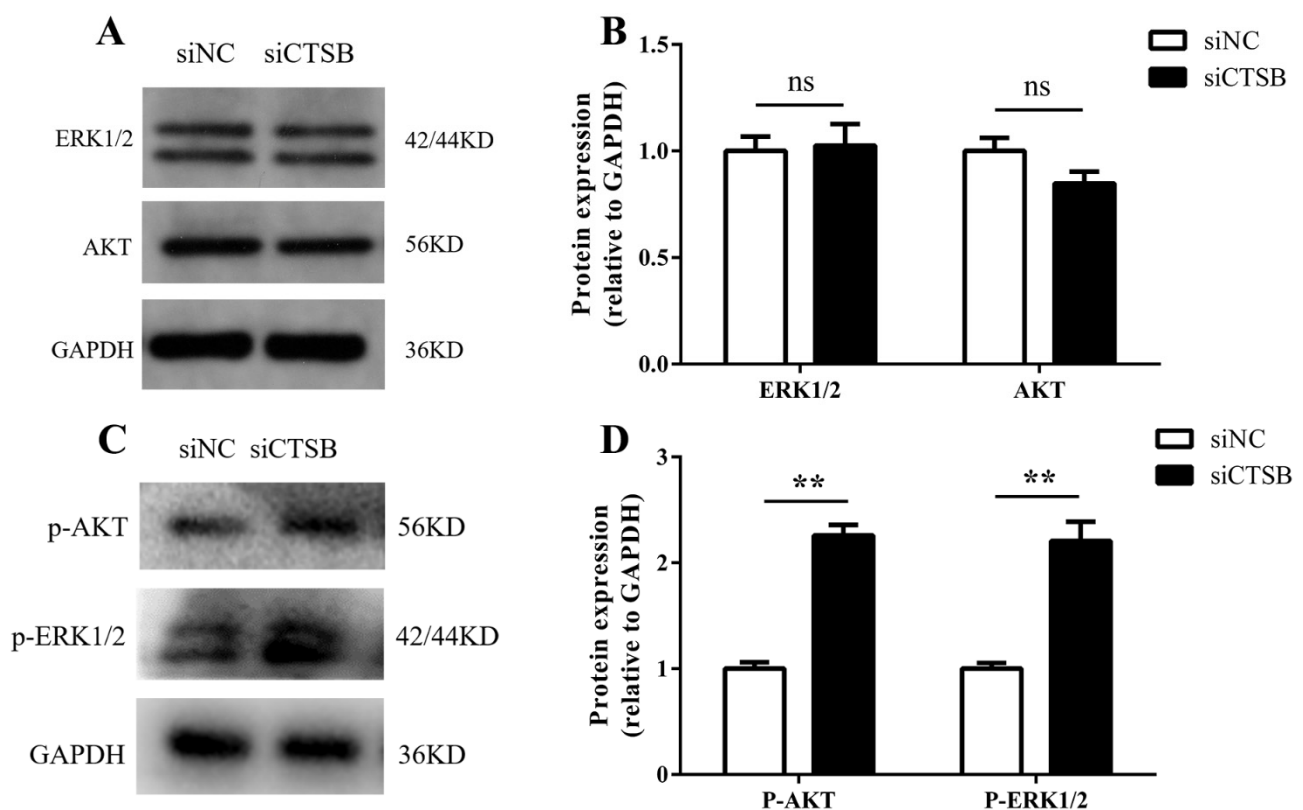 A
siNC siCTSB
ERK1/2 42/44KD
AKT 56KD
GAPDH 36KD
B
siNC
siCTSB
Protein expression
(relative to GAPDH)
1.5
1.0
0.5
0.0
ns
ns
ERK1/2 AKT
C
siNC siCTSB
p-AKT 56KD
p-ERK1/2 42/44KD
GAPDH 36KD
D
siNC
siCTSB
Protein expression
(relative to GAPDH)
3
2
1
0
**
**
P-AKT P-ERK1/2